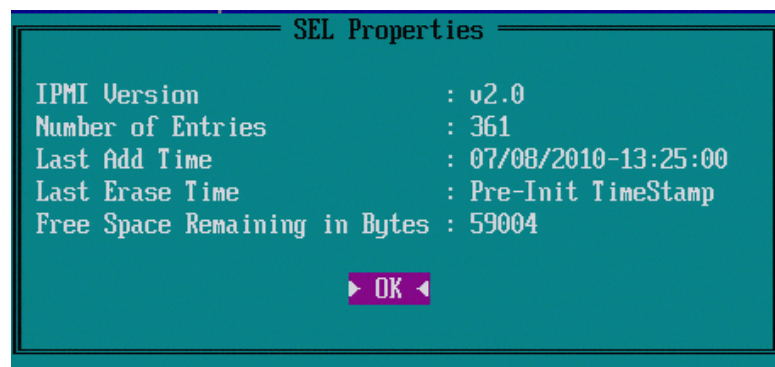 SEL Properties
IPMI Version : v2.0
Number of Entries : 361
Last Add Time : 07/08/2010-13:25:00
Last Erase Time : Pre-Init TimeStamp
Free Space Remaining in Bytes : 59004
OK